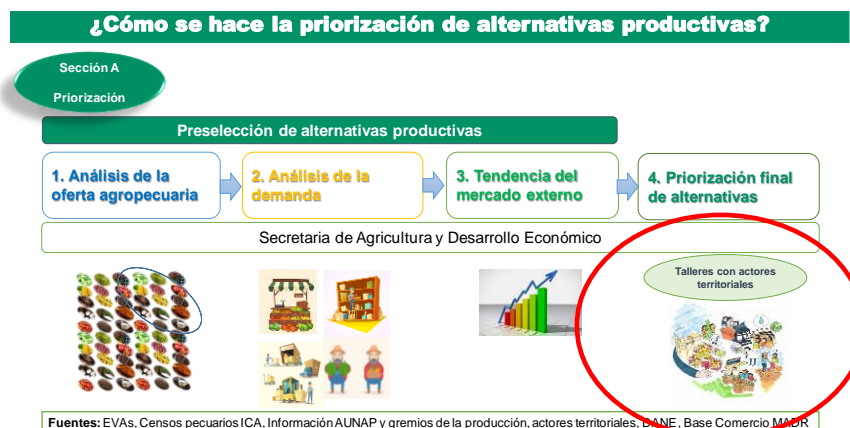 ¿Cómo se hace la priorización de alternativas productivas?
Sección A
Priorización
Preselección de alternativas productivas
1. Análisis de la
oferta agropecuaria
2. Análisis de la
demanda
3. Tendencia del
mercado externo
4. Priorización final
de alternativas
Secretaria de Agricultura y Desarrollo Económico
Talleres con actores
territoriales
Fuentes: EVAs, Censos pecuarios ICA, Información AUNAP y gremios de la producción, actores territoriales, DANE, Base Comercio MADR